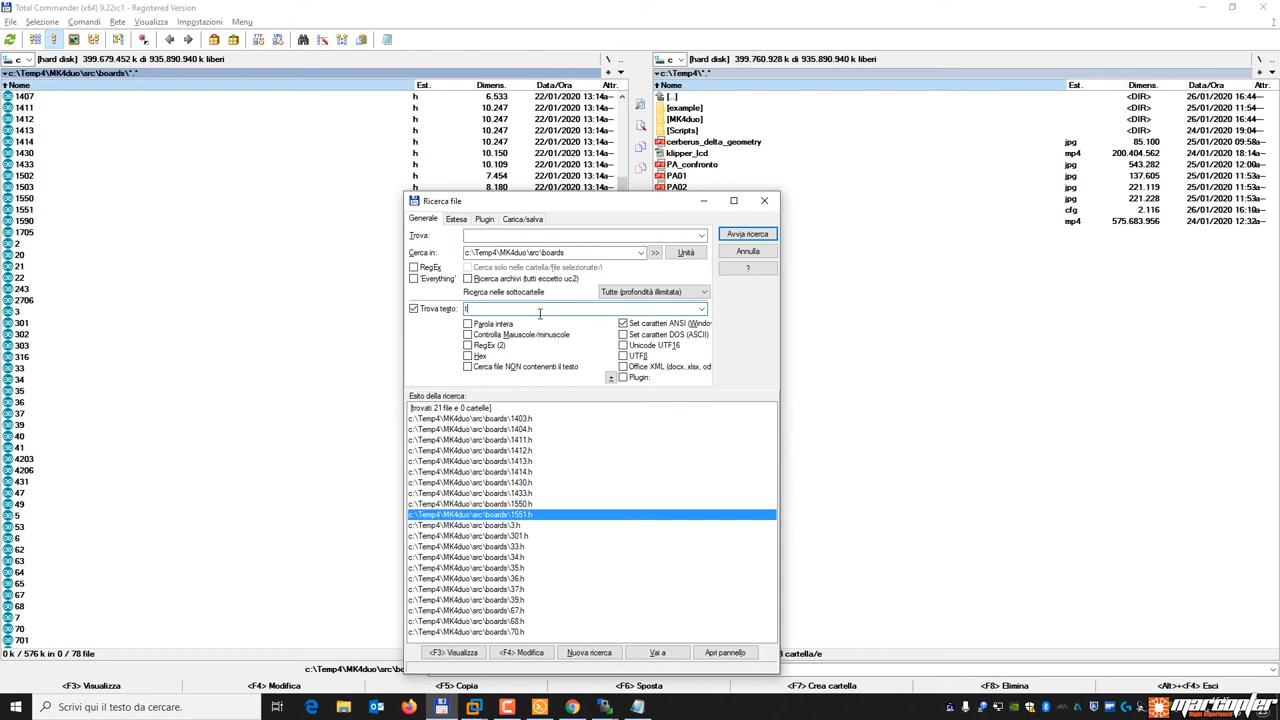 Total Commander (x64) 9.22rc1 - Registered Version
File Selezione Comandi Rete Visualizza Impostazioni Menu ?
c [hard disk] 399.679.452 k di 935.890.940 k liberi \ ..
c [hard disk] 399.760.928 k di 935.890.940 k liberi \ ..
c:\Temp4\MK4duo\src\boards\*.* * 
c:\Temp4\*.* *
Nome Est. Dimens. Data/Ora Attr.
1407 h 6.533 22/01/2020 13:14 a--
1411 h 10.247 22/01/2020 13:14 a--
1412 h 10.247 22/01/2020 13:14 a--
1413 h 10.247 22/01/2020 13:14 a--
1414 h 10.247 22/01/2020 13:14 a--
1430 h 10.150 22/01/2020 13:14 a--
1433 h 10.109 22/01/2020 13:14 a--
1502 h 7.454 22/01/2020 13:14 a--
1503 h 8.180 22/01/2020 13:14 a--
1550
1551
1590
1705
2
20
21
22
243
2706
3
301
302
303
316
33
34
35
36
37
39
40
41
4203
4206
431
47
49
5
53
6
62
63
64
65
67
68
7
70
701
0 k / 576 k in 0 / 78 file
Nome Est. Dimens. Data/Ora Attr.
[..] <DIR> 26/01/2020 16:44 ---
[example] <DIR> 25/01/2020 11:54 ---
[MK4duo] <DIR> 26/01/2020 16:44 ---
[Scripts] <DIR> 24/01/2020 19:04 ---
cerberus_delta_geometry jpg 85.100 26/01/2020 09:58 a--
klipper_lcd mp4 200.404.562 24/01/2020 18:14 a--
PA_confronto jpg 543.282 25/01/2020 12:00 a--
PA01 jpg 137.605 25/01/2020
PA02 jpg 221.119 25/01/2020
jpg 221.129 25/01/2020
cfg 2.116 26/01/2020 16:10 a--
mp4 575.683.956 24/01/2020 12:32 a--
cartella/e
Ricerca file
Generale Estesa Plugin Carica/salva
Trova: Avvia ricerca
Cerca in: c:\Temp4\MK4duo\src\boards >> Unità Annulla
RegEx Cerca solo nelle cartella/file selezionate/i ?
'Everything' Ricerca archivi (tutti eccetto uc2)
Ricerca nelle sottocartelle Tutte (profondità illimitata)
Trova testo: t
Parola intera Set caratteri ANSI (Windo
Controlla Maiuscole/minuscole Set caratteri DOS (ASCII)
RegEx (2) Unicode UTF16
Hex UTF8
Cerca file NON contenenti il testo Office XML (docx, xlsx, od
± Plugin:
Esito della ricerca:
[trovati 21 file e 0 cartelle]
c:\Temp4\MK4duo\src\boards\1403.h
c:\Temp4\MK4duo\src\boards\1404.h
c:\Temp4\MK4duo\src\boards\1411.h
c:\Temp4\MK4duo\src\boards\1412.h
c:\Temp4\MK4duo\src\boards\1413.h
c:\Temp4\MK4duo\src\boards\1414.h
c:\Temp4\MK4duo\src\boards\1430.h
c:\Temp4\MK4duo\src\boards\1433.h
c:\Temp4\MK4duo\src\boards\1550.h
c:\Temp4\MK4duo\src\boards\1551.h
c:\Temp4\MK4duo\src\boards\3.h
c:\Temp4\MK4duo\src\boards\301.h
c:\Temp4\MK4duo\src\boards\33.h
c:\Temp4\MK4duo\src\boards\34.h
c:\Temp4\MK4duo\src\boards\35.h
c:\Temp4\MK4duo\src\boards\36.h
c:\Temp4\MK4duo\src\boards\37.h
c:\Temp4\MK4duo\src\boards\39.h
c:\Temp4\MK4duo\src\boards\67.h
c:\Temp4\MK4duo\src\boards\68.h
c:\Temp4\MK4duo\src\boards\70.h
<F3> Visualizza <F4> Modifica Nuova ricerca Vai a Apri pannello
c:\Temp4\MK4duo\src\board
<F3> Visualizza <F4> Modifica <F5> Copia <F6> Sposta <F7> Crea cartella <F8> Elimina <Alt>+<F4> Esci
Scrivi qui il testo da cercare.
marcopter